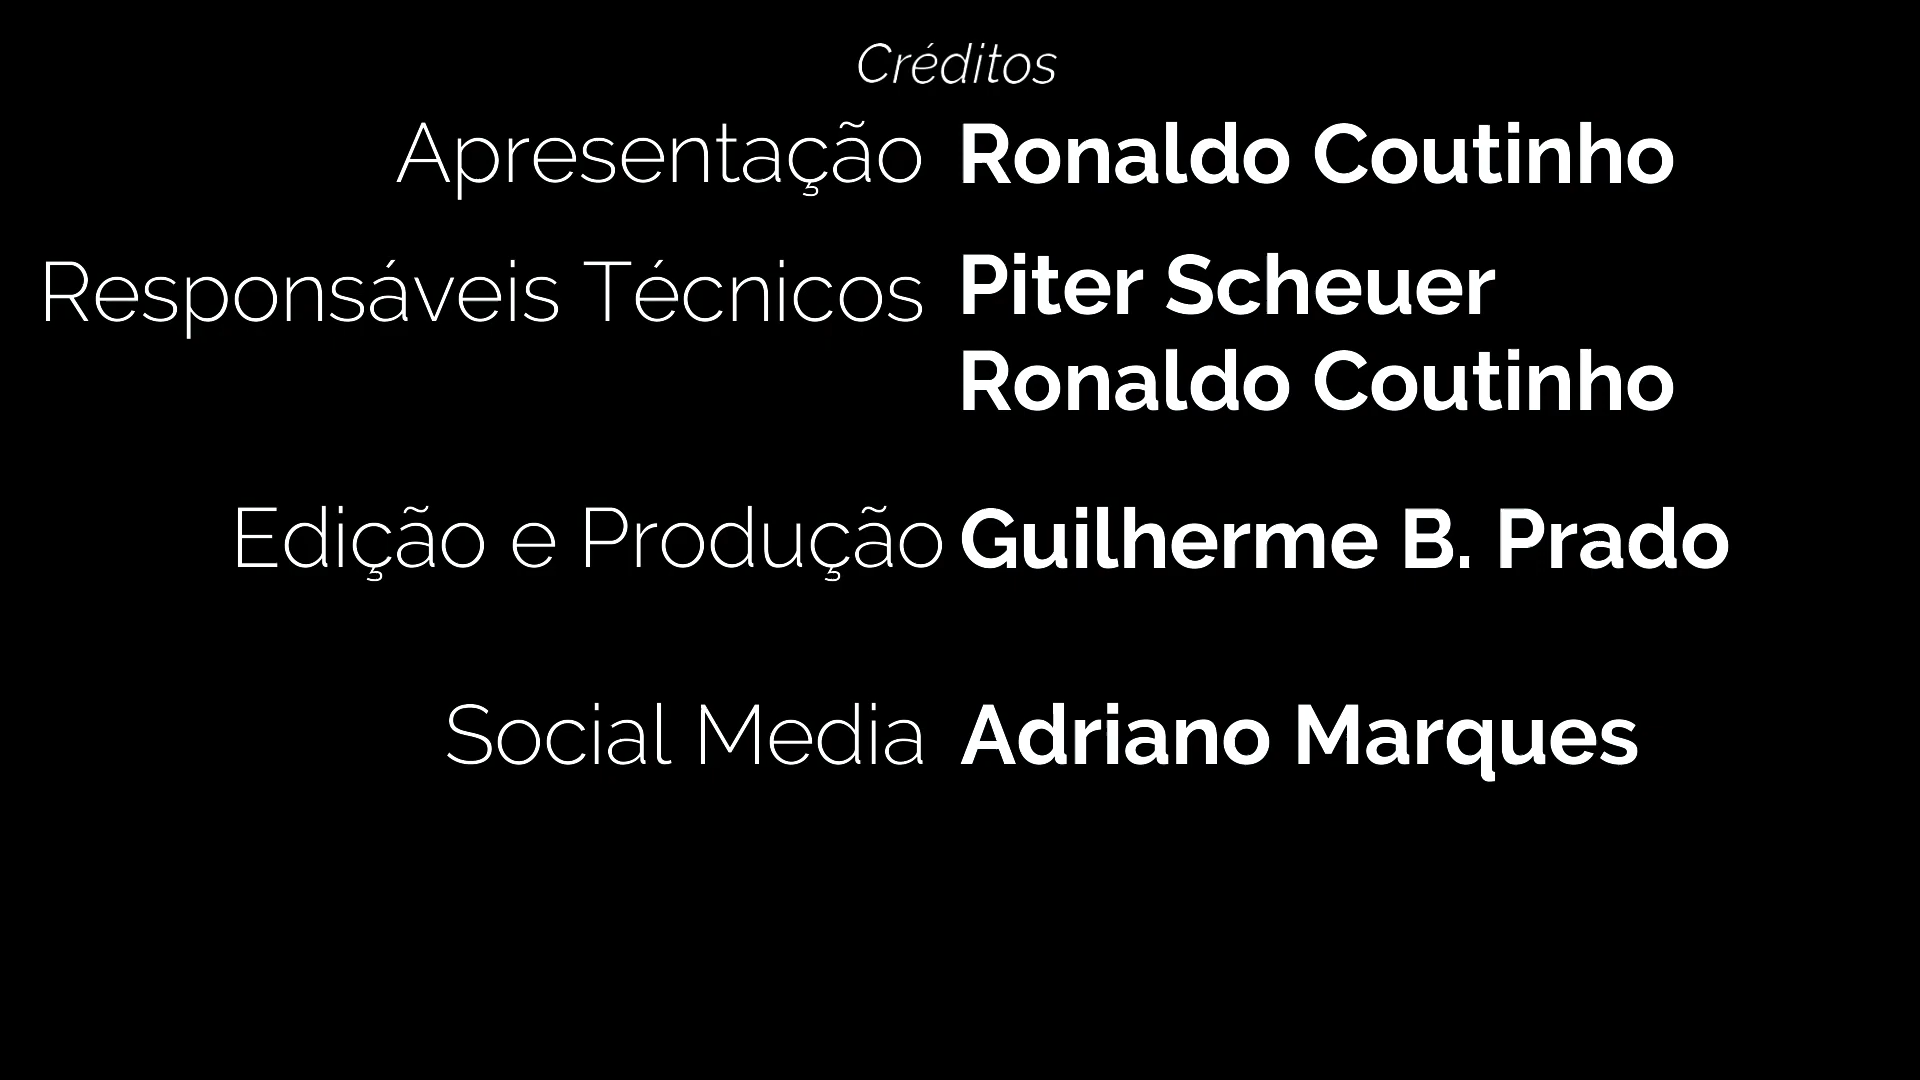 Créditos
Apresentação Ronaldo Coutinho
Responsáveis Técnicos Piter Scheuer
Ronaldo Coutinho
Edição e Produção Guilherme B. Prado
Social Media Adriano Marques